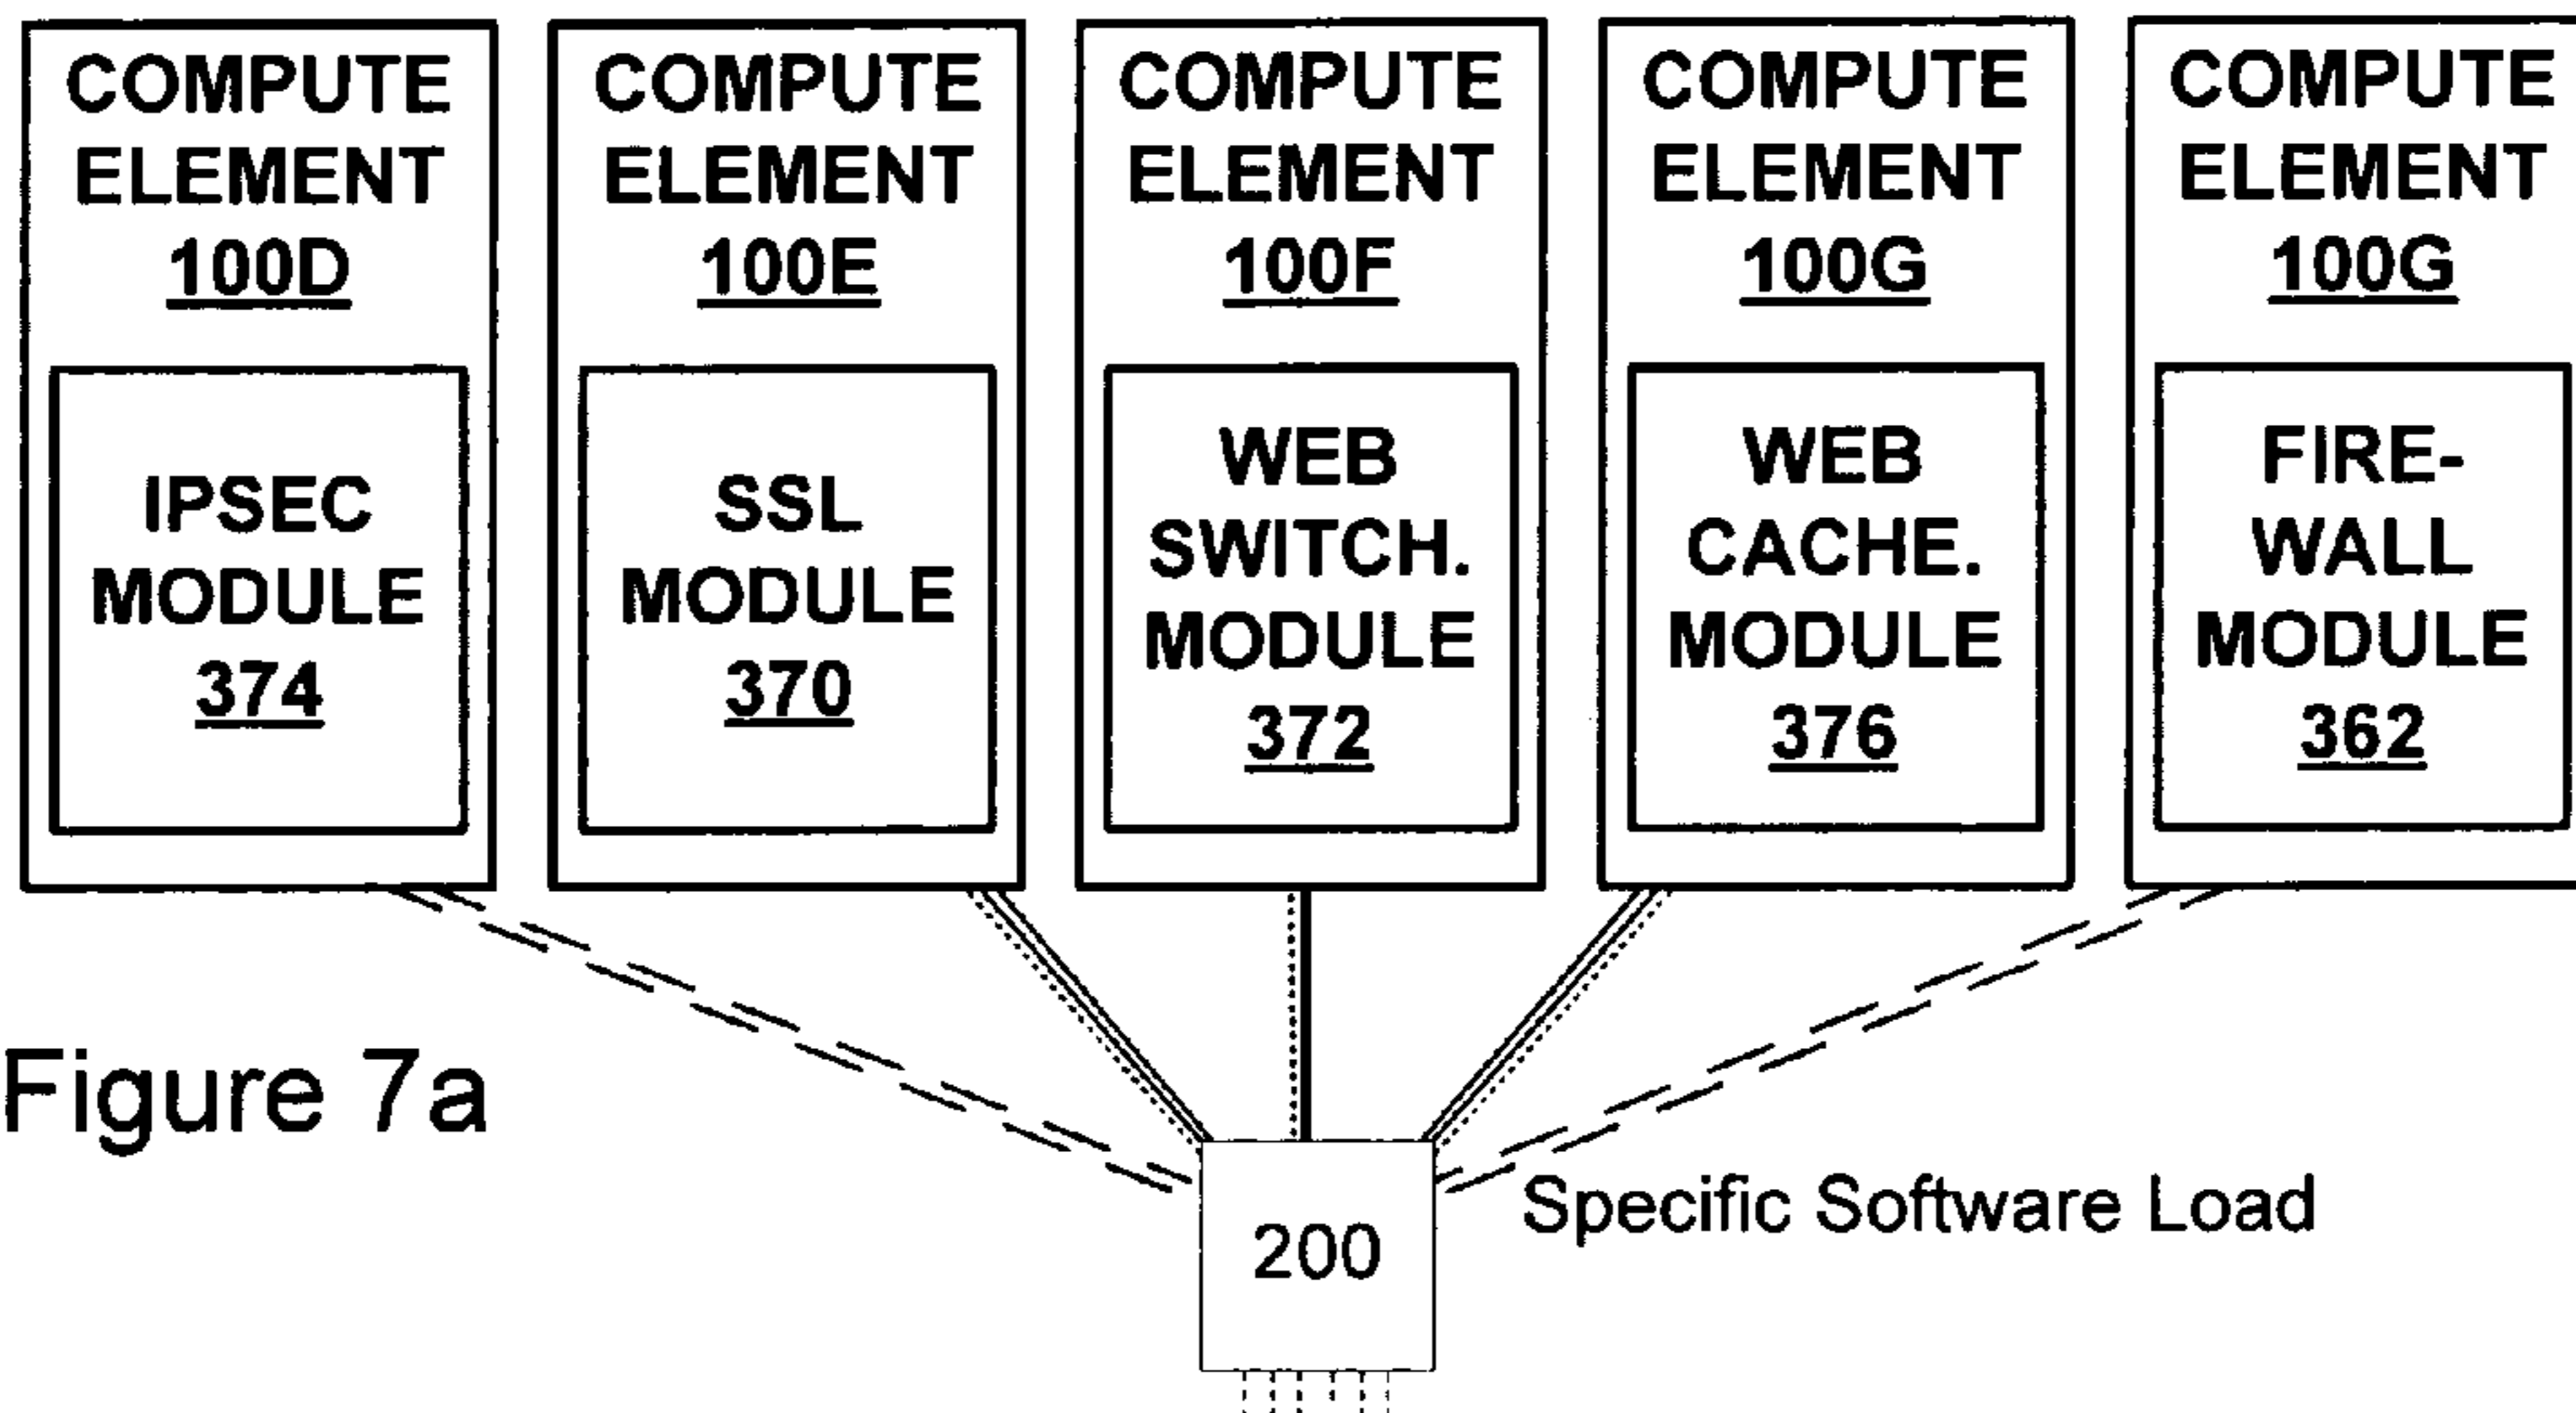 COMPUTE
ELEMENT
100D
IPSEC
MODULE
374
COMPUTE
ELEMENT
100E
SSL
MODULE
370
COMPUTE
ELEMENT
100F
WEB
SWITCH.
MODULE
372
COMPUTE
ELEMENT
100G
WEB
CACHE.
MODULE
376
COMPUTE
ELEMENT
100G
FIRE-
WALL
MODULE
362
Figure 7a
200
Specific Software Load